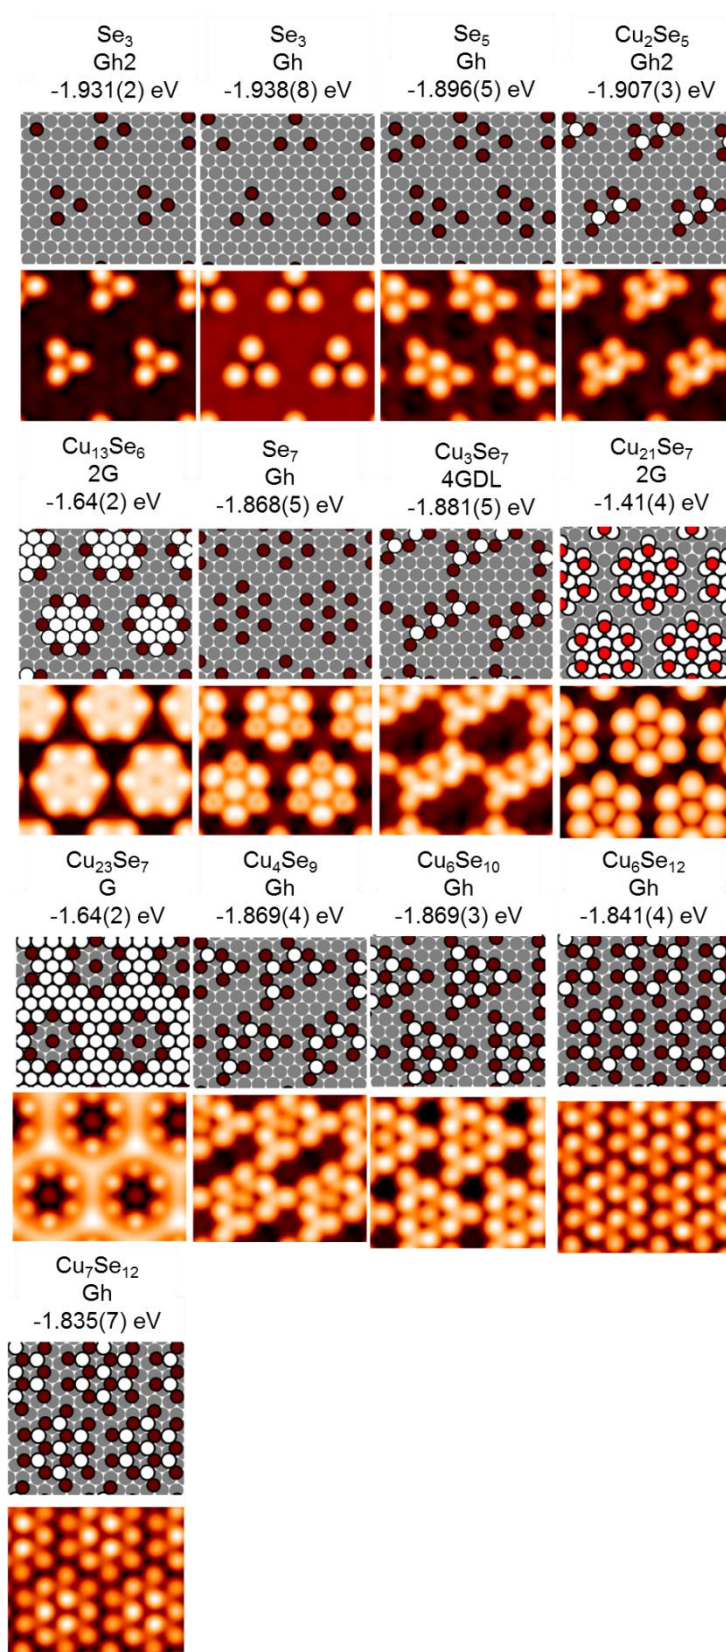 Se₃
Gh2
-1.931(2) eV
Se₃
Gh
-1.938(8) eV
Se₅
Gh
-1.896(5) eV
Cu₂Se₅
Gh2
-1.907(3) eV
Cu₁₃Se₆
2G
-1.64(2) eV
Se₇
Gh
-1.868(5) eV
Cu₃Se₇
4GDL
-1.881(5) eV
Cu₂₁Se₇
2G
-1.41(4) eV
Cu₂₃Se₇
G
-1.64(2) eV
Cu₄Se₉
Gh
-1.869(4) eV
Cu₆Se₁₀
Gh
-1.869(3) eV
Cu₆Se₁₂
Gh
-1.841(4) eV
Cu₇Se₁₂
Gh
-1.835(7) eV